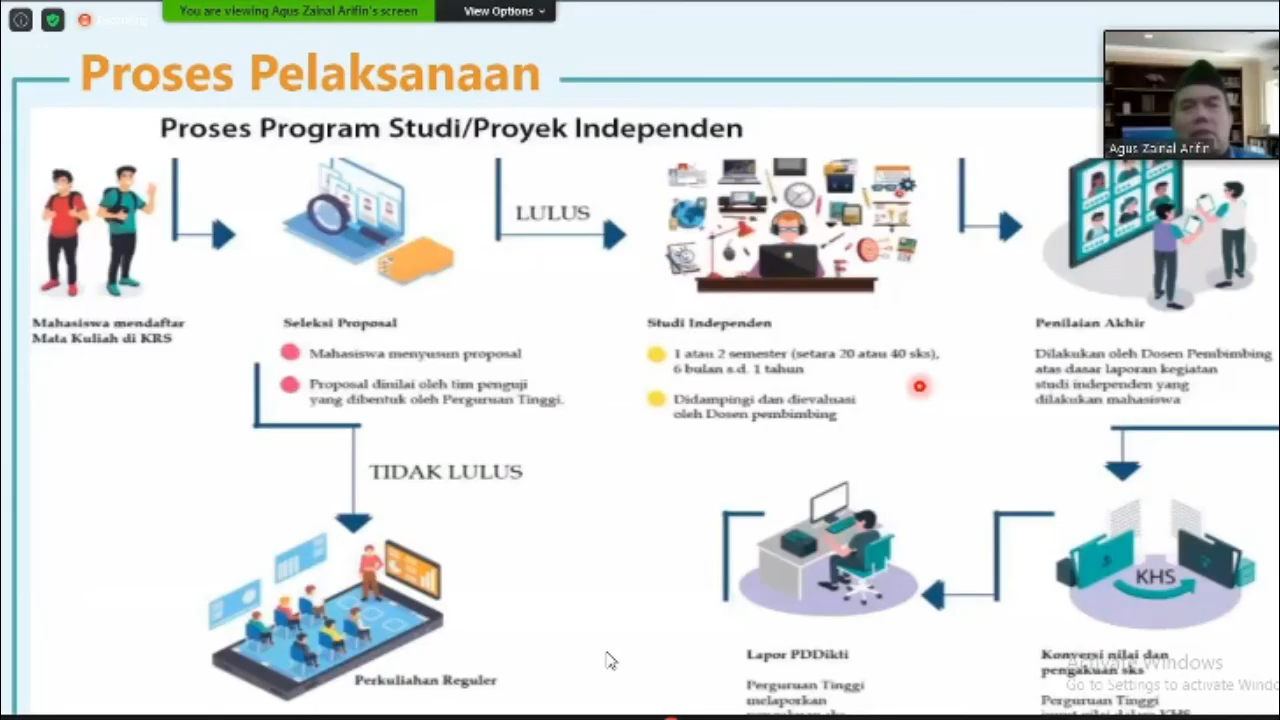 You are viewing Agus Zainal Arifin's screen
View Options
Proses Pelaksanaan
Proses Program Studi/Proyek Independen
Agus Zainal Arifin
LULUS
Mahasiswa mendaftar
Mata Kuliah di KRS
Seleksi Proposal
Mahasiswa menyusun proposal
Proposal dinilai oleh tim penguji
yang dibentuk oleh Perguruan Tinggi.
Studi Independen
1 atau 2 semester (setara 20 atau 40 sks),
6 bulan s.d. 1 tahun
Didampingi dan dievaluasi
oleh Dosen pembimbing
Penilaian Akhir
Dilakukan oleh Dosen Pembimbing
atas dasar laporan kegiatan
studi independen yang
dilakukan mahasiswa
TIDAK LULUS
KHS
Perkuliahan Reguler
Lapor PDDikti
Perguruan Tinggi
melaporkan
Konversi nilai dan
pengakuan sks
Perguruan Tinggi
Activate Windows
Go to Settings to activate Windo